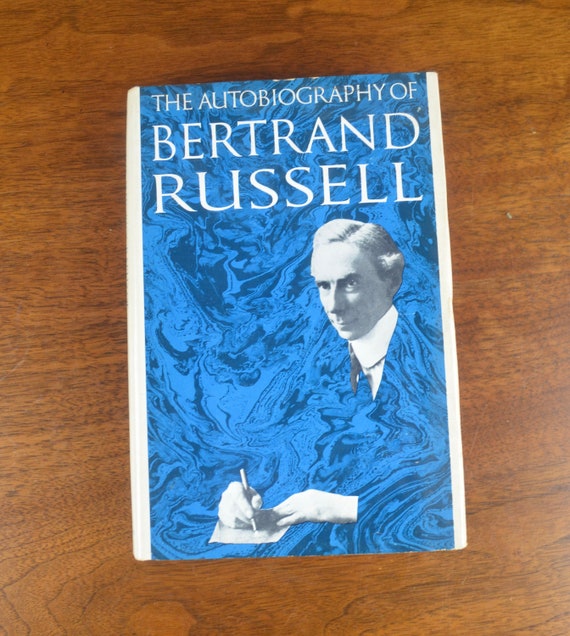 THE AUTOBIOGRAPHY OF
BERTRAND
RUSSELL